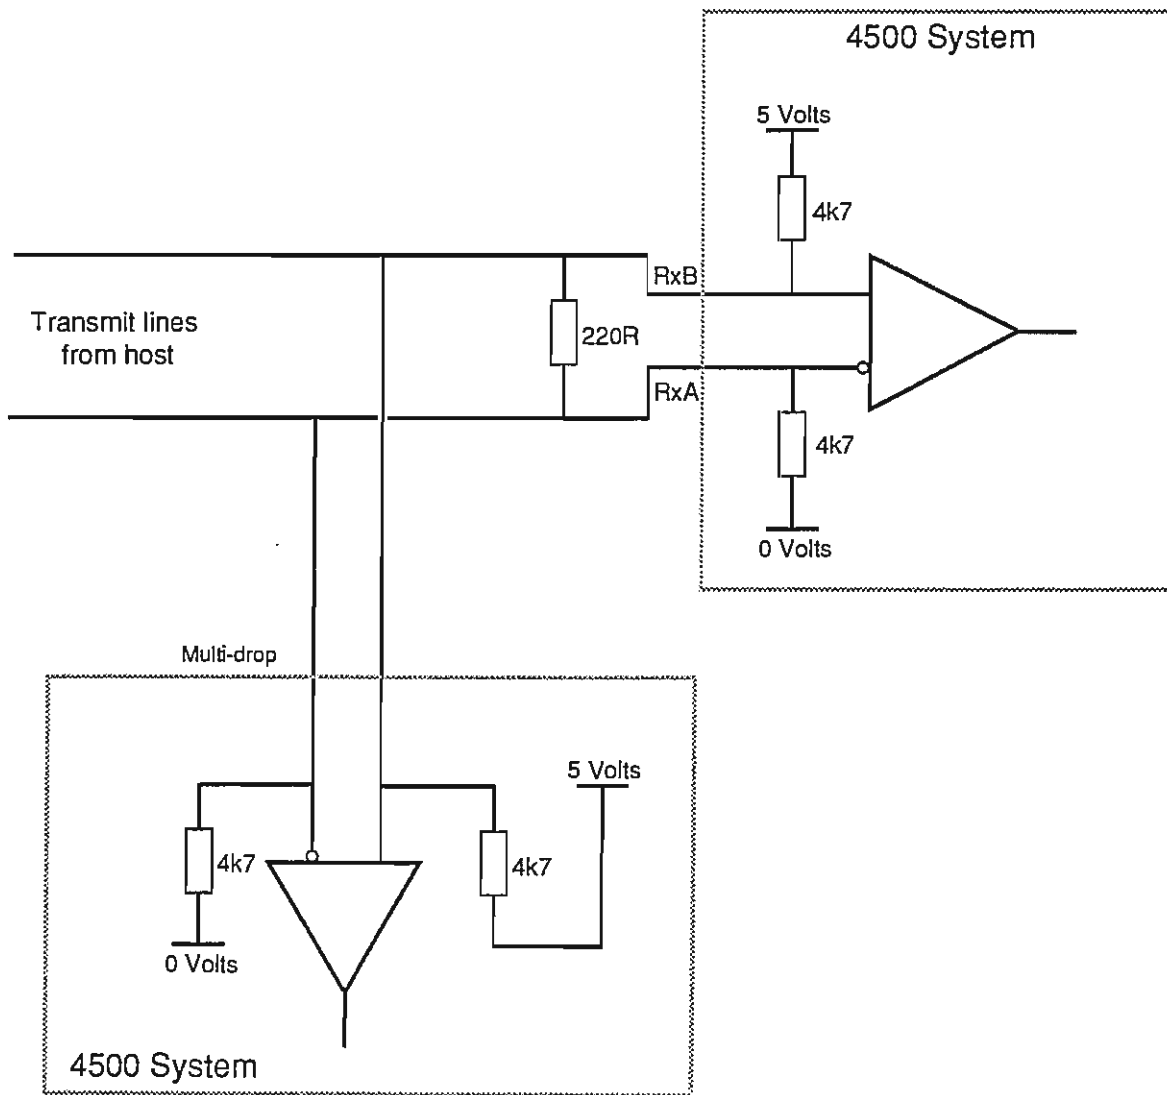 4500 System
5 Volts
4k7
RxB
Transmit lines
from host
220R
RxA
4k7
0 Volts
Multi-drop
5 Volts
4k7
4k7
0 Volts
4500 System